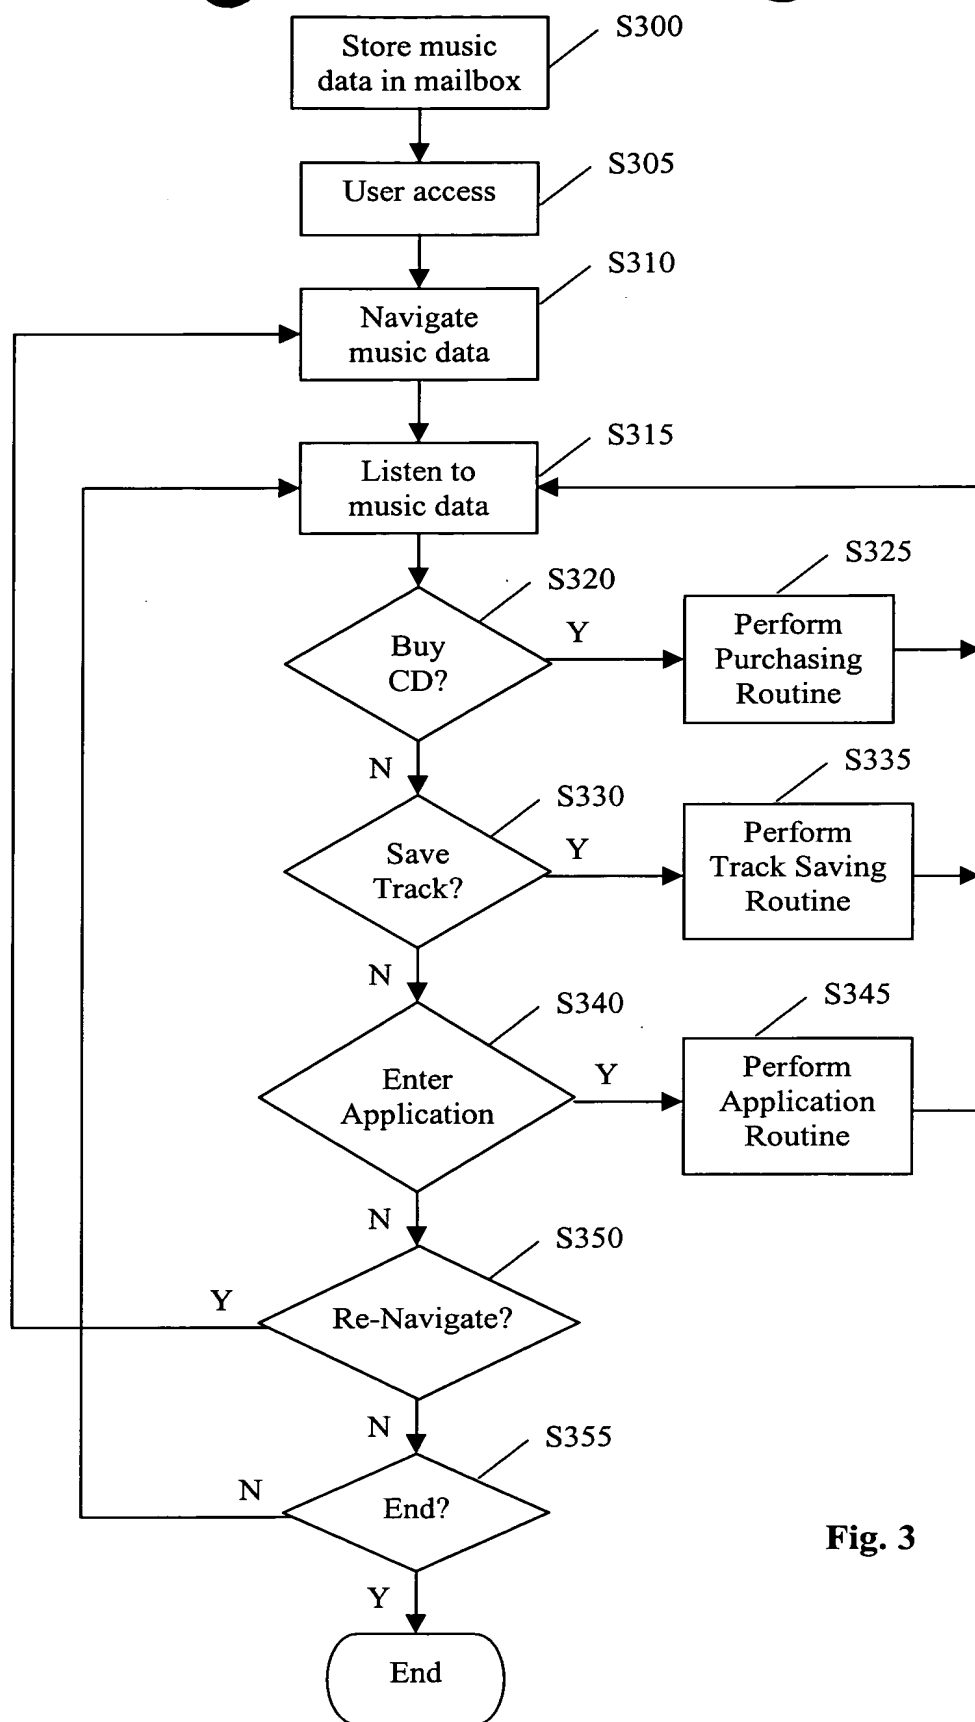 S300
Store music
data in mailbox
S305
User access
S310
Navigate
music data
S315
Listen to
music data
S320
Buy
CD?
Y
S325
Perform
Purchasing
Routine
N
S330
Save
Track?
Y
S335
Perform
Track Saving
Routine
N
S340
Enter
Application
Y
S345
Perform
Application
Routine
N
S350
Re-Navigate?
Y
N
S355
End?
N
Y
End
Fig. 3